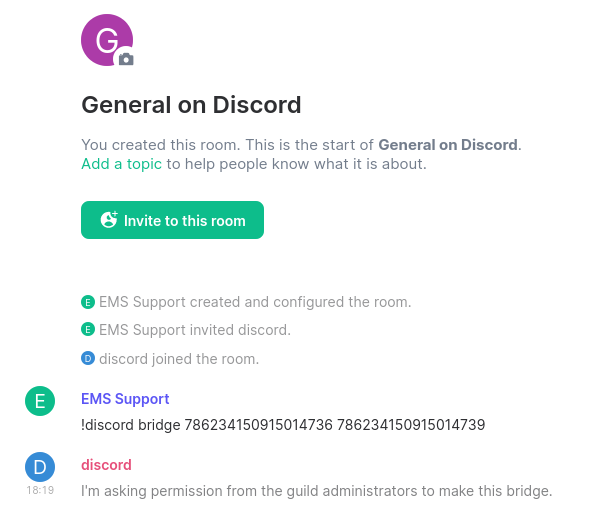 G
General on Discord
You created this room. This is the start of General on Discord.
Add a topic to help people know what it is about.
Invite to this room
E EMS Support created and configured the room.
E EMS Support invited discord.
D discord joined the room.
E EMS Support
!discord bridge 786234150915014736 786234150915014739
D discord
18:19 I'm asking permission from the guild administrators to make this bridge.